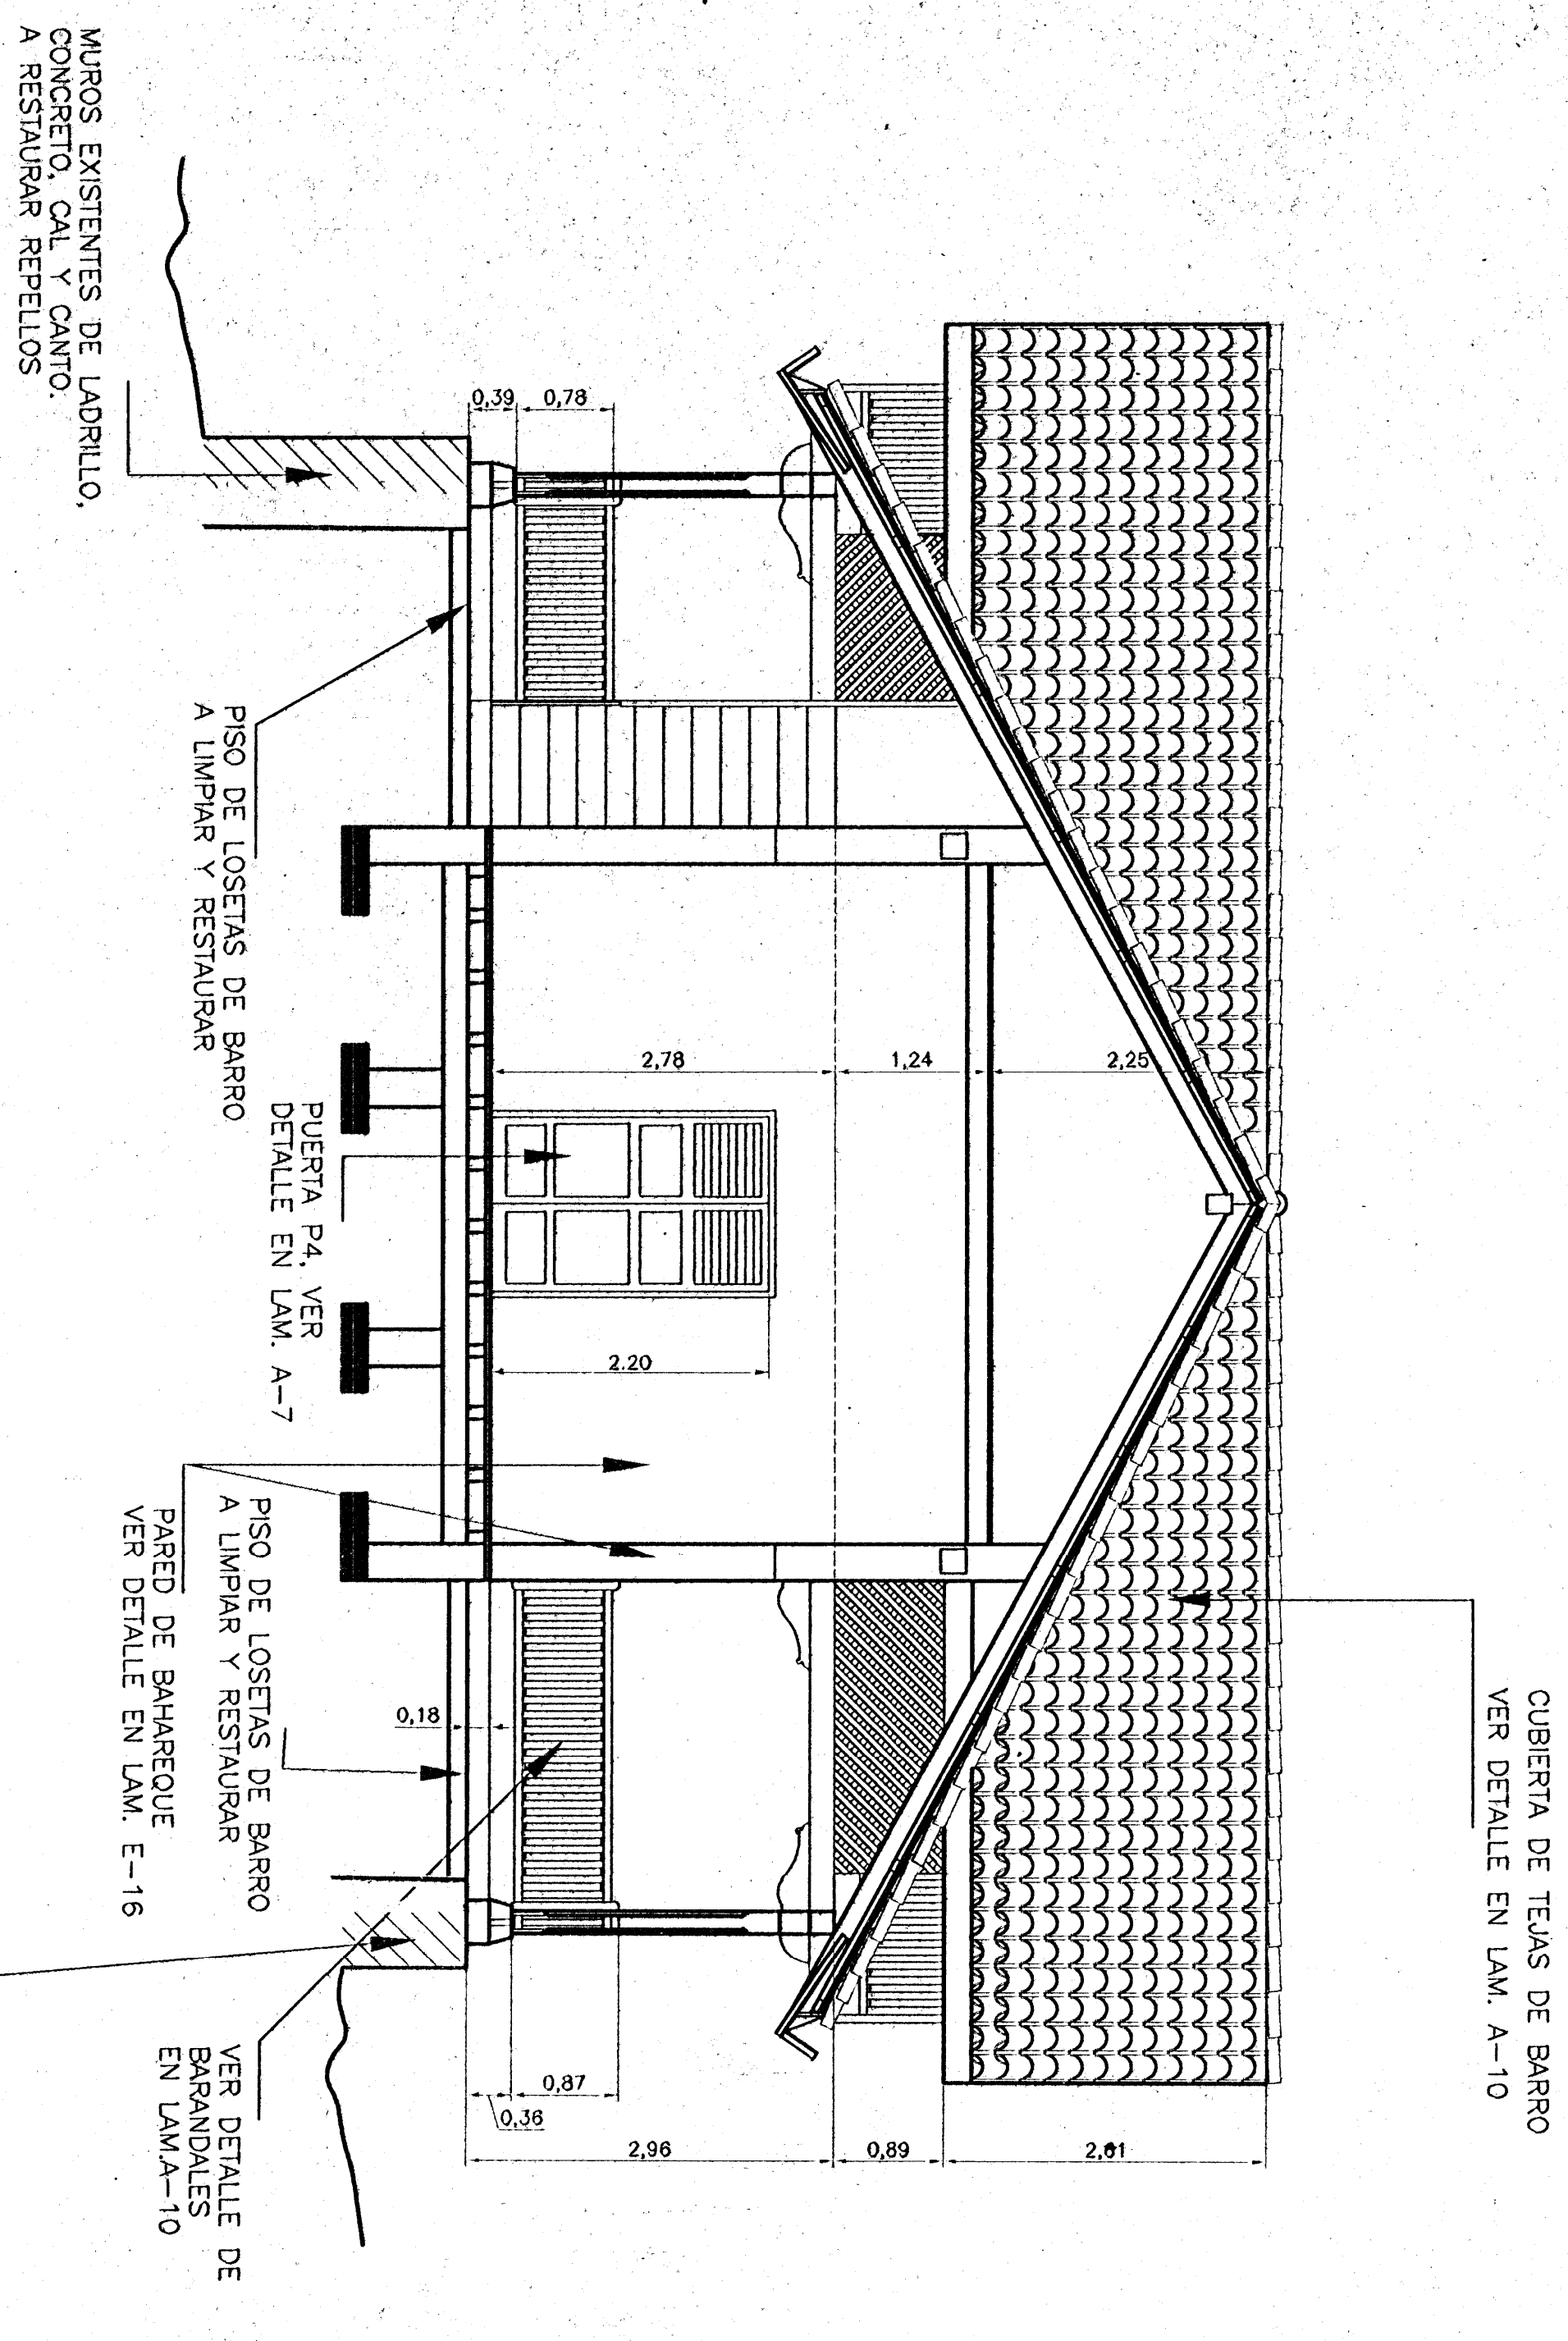 CUBIERTA DE TEJAS DE BARRO
VER DETALLE EN LAM. A-10
2,25
1,24
2,78
2.20
0,78
0,39
0,18
0,87
0,36
2,96
0,89
2,61
MUROS EXISTENTES DE LADRILLO,
CONCRETO, CAL Y CANTO.
A RESTAURAR REPELLOS
PISO DE LOSETAS DE BARRO
A LIMPIAR Y RESTAURAR
PUERTA P4, VER
DETALLE EN LAM. A-7
PISO DE LOSETAS DE BARRO
A LIMPIAR Y RESTAURAR
PARED DE BAHAREQUE
VER DETALLE EN LAM. E-16
VER DETALLE DE
BARANDALES
EN LAM.A-10